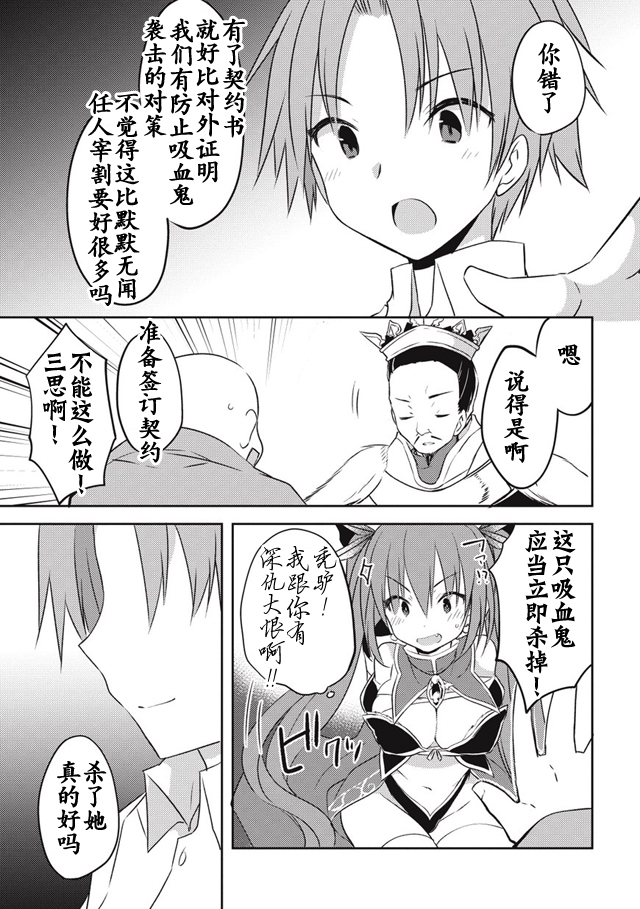 你错了
有了契约书
就好比对外证明
我们有防止吸血鬼
袭击的对策
不觉得这比默默无闻
任人宰割要好很多吗
嗯
说得是啊
准备签订契约
不能这么做！
三思啊！
这只吸血鬼
应当立即杀掉！
秃驴！
我跟你有
深仇大恨啊！！
！？
ビクッ
杀了她
真的好吗